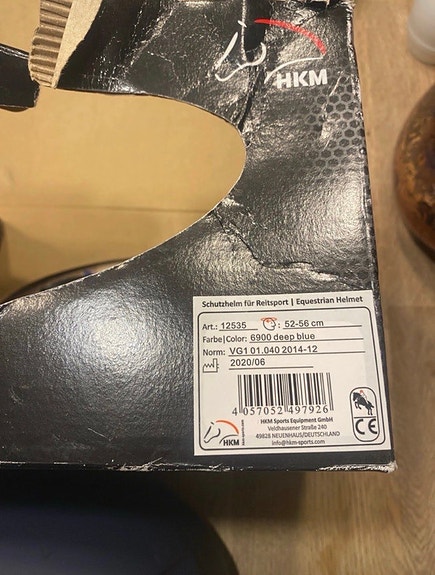 HKM
Schutzhelm für Reitsport | Equestrian Helmet
Art.: 12535 : 52-56 cm
Farbe|Color: 6900 deep blue
Norm: VG1 01.040 2014-12
2020/06
4 057052 497926
HKM Sports Equipment GmbH
Veldhausener Straße 240
49828 NEUENHAUS/DEUTSCHLAND
info@hkm-sports.com
HKM
CE